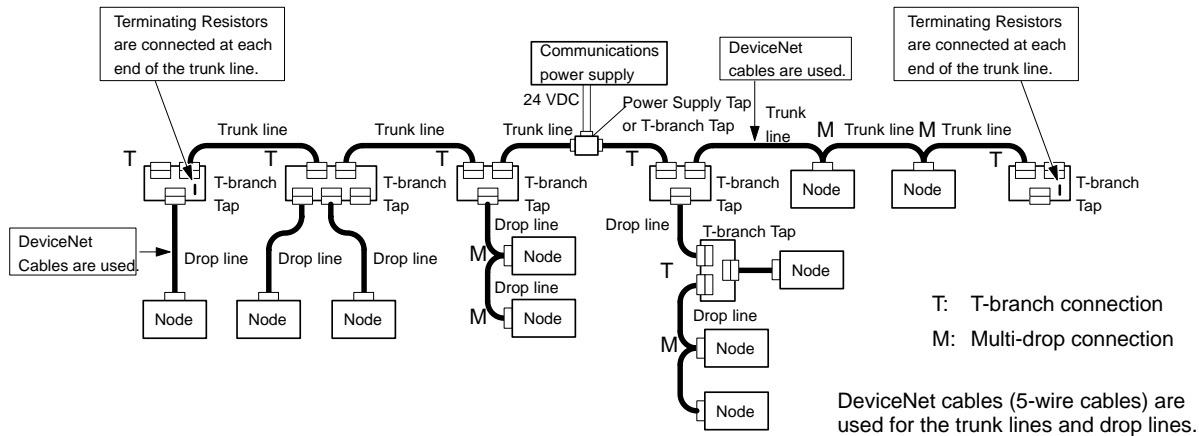 Terminating Resistors
are connected at each
end of the trunk line.
Communications
power supply
DeviceNet
cables are used.
Terminating Resistors
are connected at each
end of the trunk line.
24 VDC
Power Supply Tap
or T-branch Tap
Trunk line
Trunk line
Trunk line
Trunk
line
M
Trunk line
M
Trunk line
T
T
T
T
T
T-branch
Tap
T-branch
Tap
T-branch
Tap
T-branch
Tap
Node
Node
T-branch
Tap
DeviceNet
Cables are used.
Drop line
Drop line
Drop line
Drop line
M
Node
Drop line
M
Node
Drop line
T-branch Tap
T
Node
Drop line
M
Node
Node
Node
Node
Node
T: T-branch connection
M: Multi-drop connection
DeviceNet cables (5-wire cables) are
used for the trunk lines and drop lines.